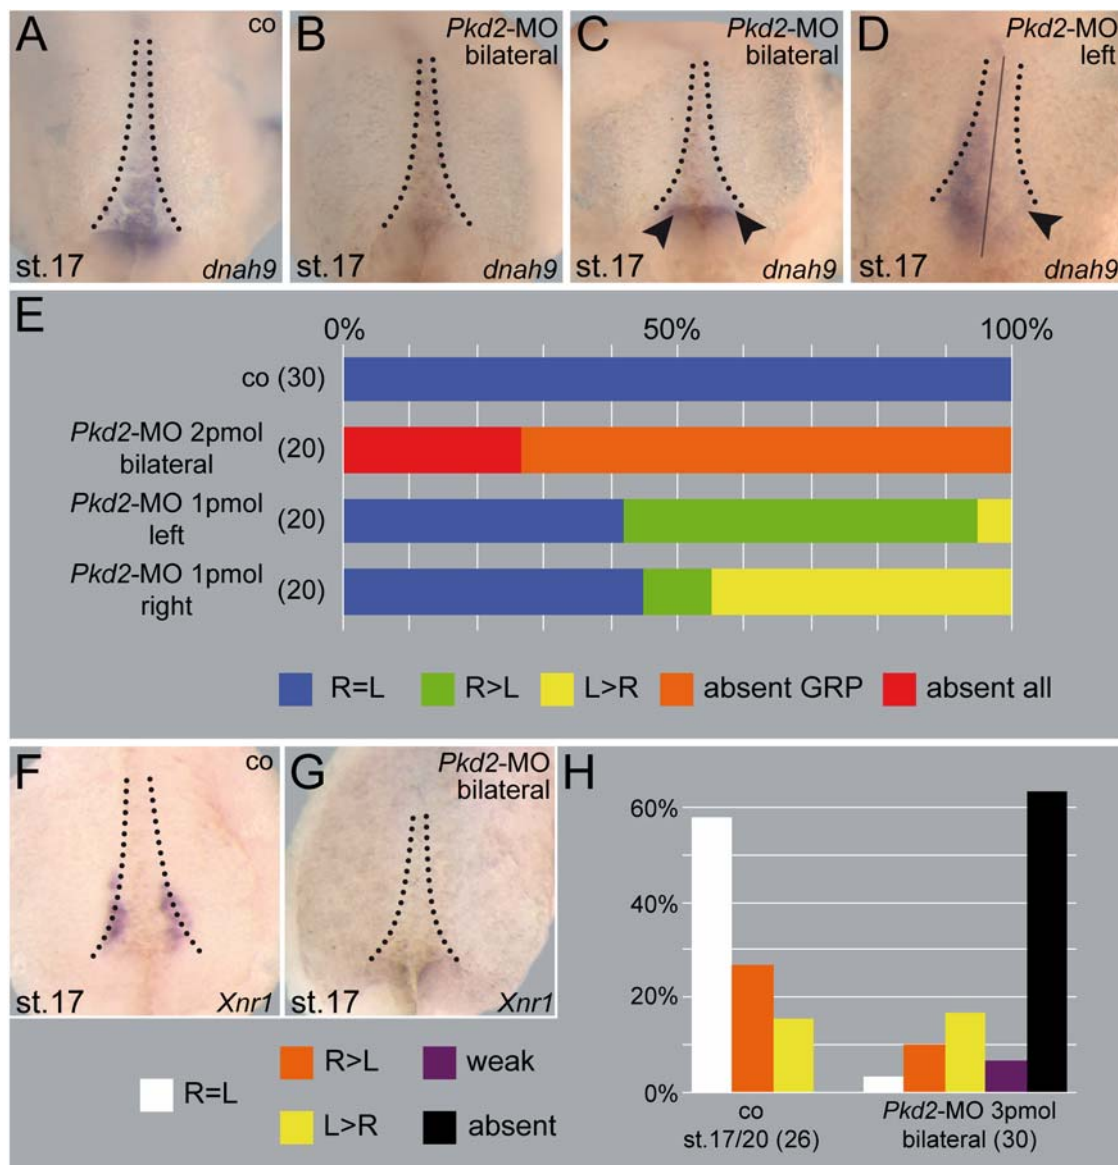 A
co
st.17
dnah9
B
Pkd2-MO
bilateral
st.17
dnah9
C
Pkd2-MO
bilateral
st.17
dnah9
D
Pkd2-MO
left
st.17
dnah9
E
0% 50% 100%
co (30)
Pkd2-MO 2pmol
bilateral
(20)
Pkd2-MO 1pmol
left
(20)
Pkd2-MO 1pmol
right
(20)
R=L R>L L>R absent GRP absent all
F
co
st.17
Xnr1
G
Pkd2-MO
bilateral
st.17
Xnr1
R=L
R>L
weak
L>R
absent
H
60%
40%
20%
0%
co
st.17/20 (26)
Pkd2-MO 3pmol
bilateral (30)